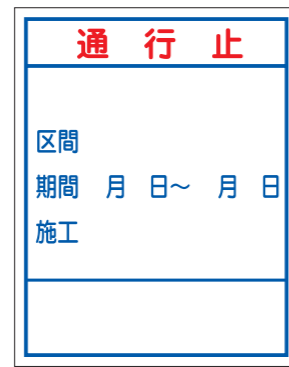 通行止
区間
期間 月 日～ 月 日
施工